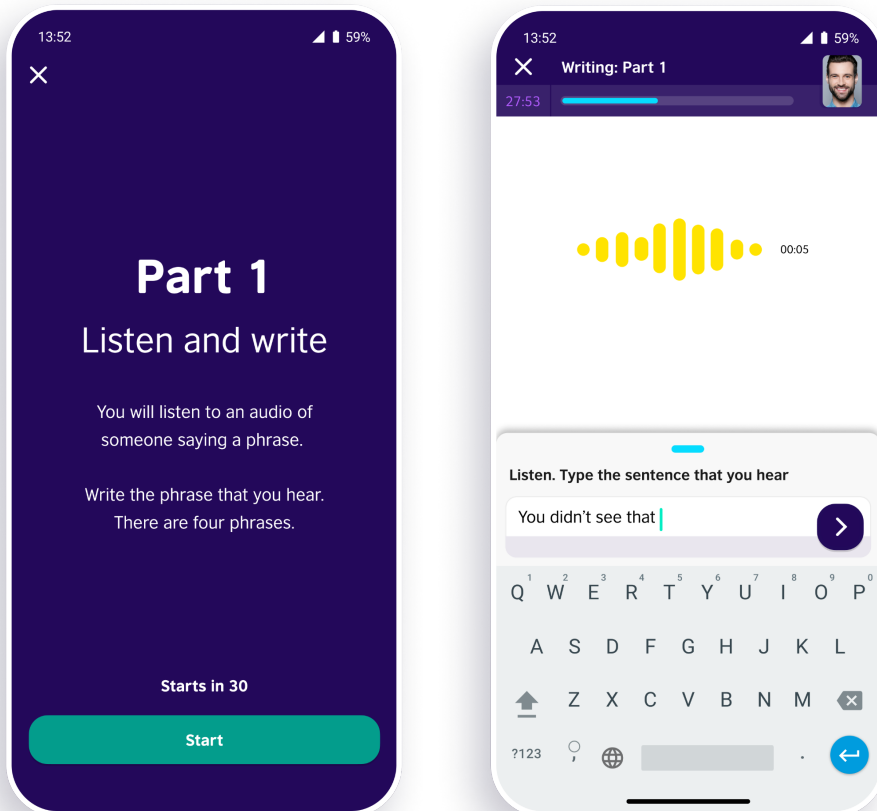 13:52
59%
Part 1
Listen and write
You will listen to an audio of
someone saying a phrase.
Write the phrase that you hear.
There are four phrases.
Starts in 30
Start
13:52
59%
Writing: Part 1
27:53
00:05
Listen. Type the sentence that you hear
You didn’t see that
1 2 3 4 5 6 7 8 9 0
Q W E R T Y U I O P
A S D F G H J K L
Z X C V B N M
?123 , .